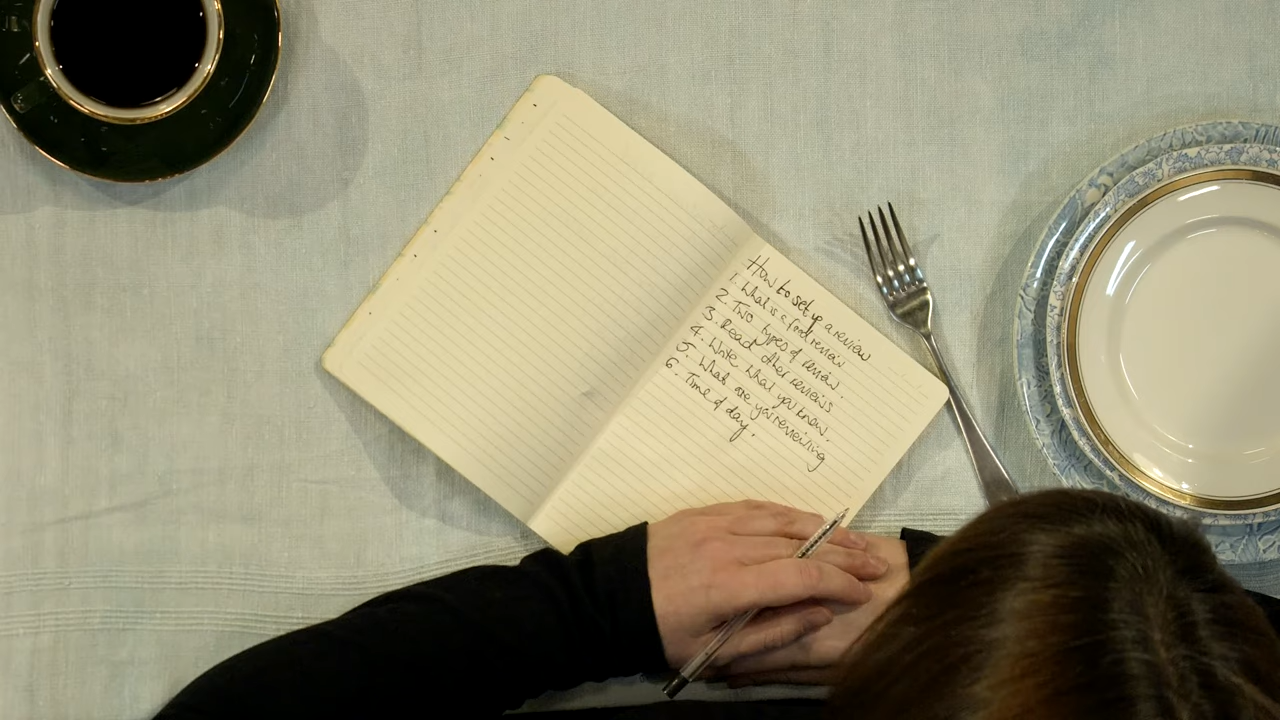 How to set up a review
1. What is a food review
2. Two types of review.
3. Read other reviews
4. Write what you know.
5. What are you reviewing
6. Time of day.